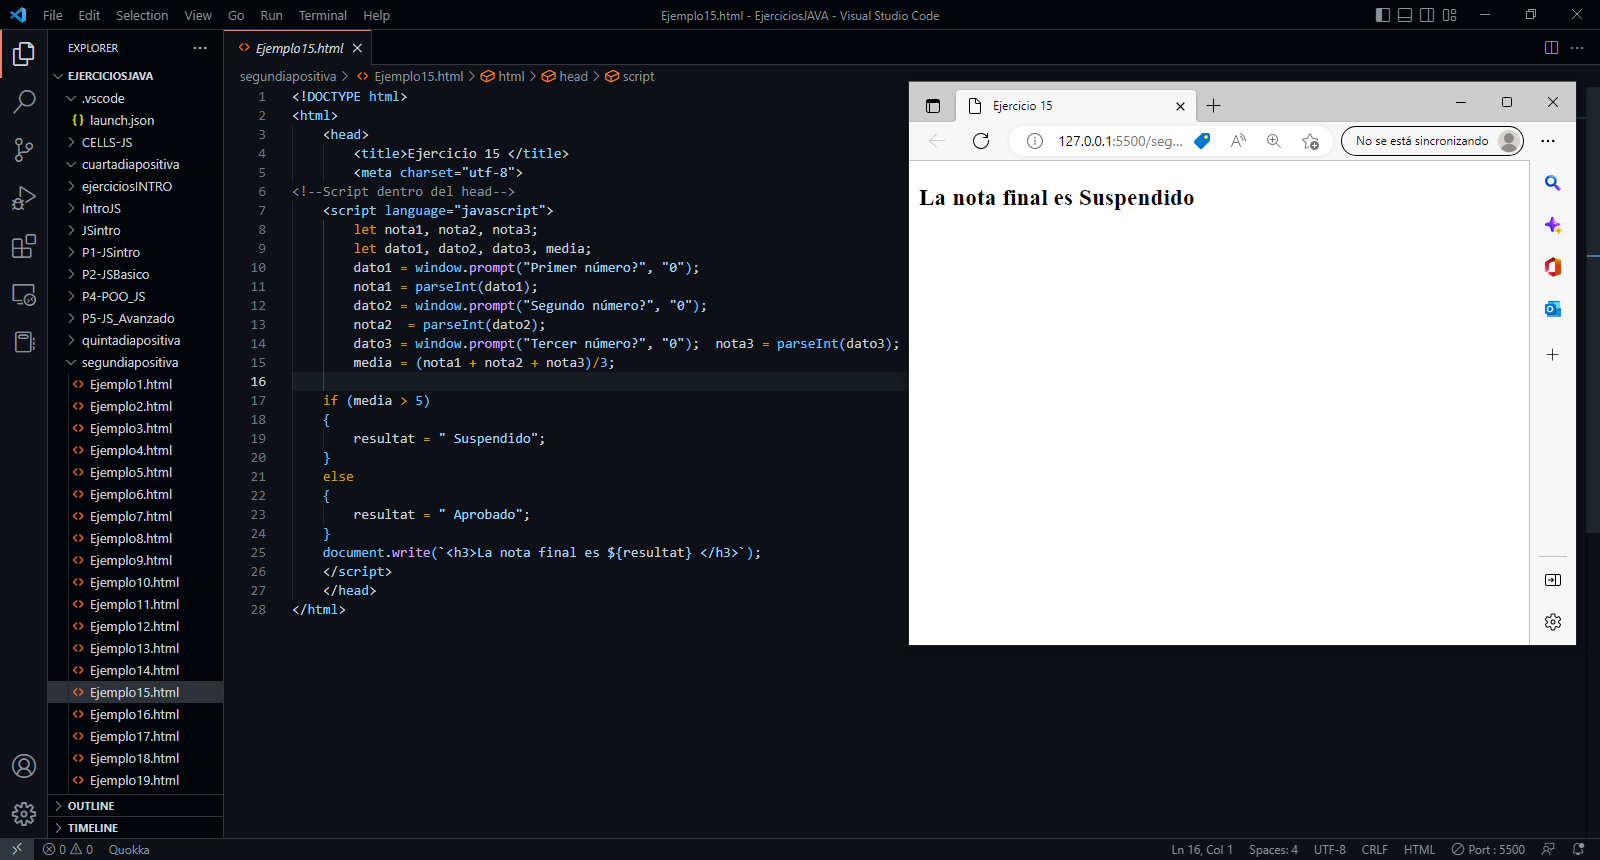 File Edit Selection View Go Run Terminal Help
Ejemplo15.html - EjerciciosJAVA - Visual Studio Code
EXPLORER
EJERCICIOSJAVA
.vscode
{} launch.json
CELLS-JS
cuartadiapositiva
ejerciciosINTRO
IntroJS
JSintro
P1-JSintro
P2-JSBasico
P4-POO_JS
P5-JS_Avanzado
quintadiapositiva
segundiapositiva
Ejemplo1.html
Ejemplo2.html
Ejemplo3.html
Ejemplo4.html
Ejemplo5.html
Ejemplo6.html
Ejemplo7.html
Ejemplo8.html
Ejemplo9.html
Ejemplo10.html
Ejemplo11.html
Ejemplo12.html
Ejemplo13.html
Ejemplo14.html
Ejemplo15.html
Ejemplo16.html
Ejemplo17.html
Ejemplo18.html
Ejemplo19.html
OUTLINE
TIMELINE
Ejemplo15.html
segundiapositiva > Ejemplo15.html > html > head > script
1 <!DOCTYPE html>
2 <html>
3 <head>
4 <title>Ejercicio 15 </title>
5 <meta charset="utf-8">
6 <!--Script dentro del head-->
7 <script language="javascript">
8 let nota1, nota2, nota3;
9 let dato1, dato2, dato3, media;
10 dato1 = window.prompt("Primer número?", "0");
11 nota1 = parseInt(dato1);
12 dato2 = window.prompt("Segundo número?", "0");
13 nota2  = parseInt(dato2);
14 dato3 = window.prompt("Tercer número?", "0");  nota3 = parseInt(dato3);
15 media = (nota1 + nota2 + nota3)/3;
16
17 if (media > 5)
18 {
19 resultat = " Suspendido";
20 }
21 else
22 {
23 resultat = " Aprobado";
24 }
25 document.write(`<h3>La nota final es ${resultat} </h3>`);
26 </script>
27 </head>
28 </html>
Ejercicio 15
127.0.0.1:5500/seg...
No se está sincronizando
La nota final es Suspendido
0 0 Quokka
Ln 16, Col 1 Spaces: 4 UTF-8 CRLF HTML Port : 5500